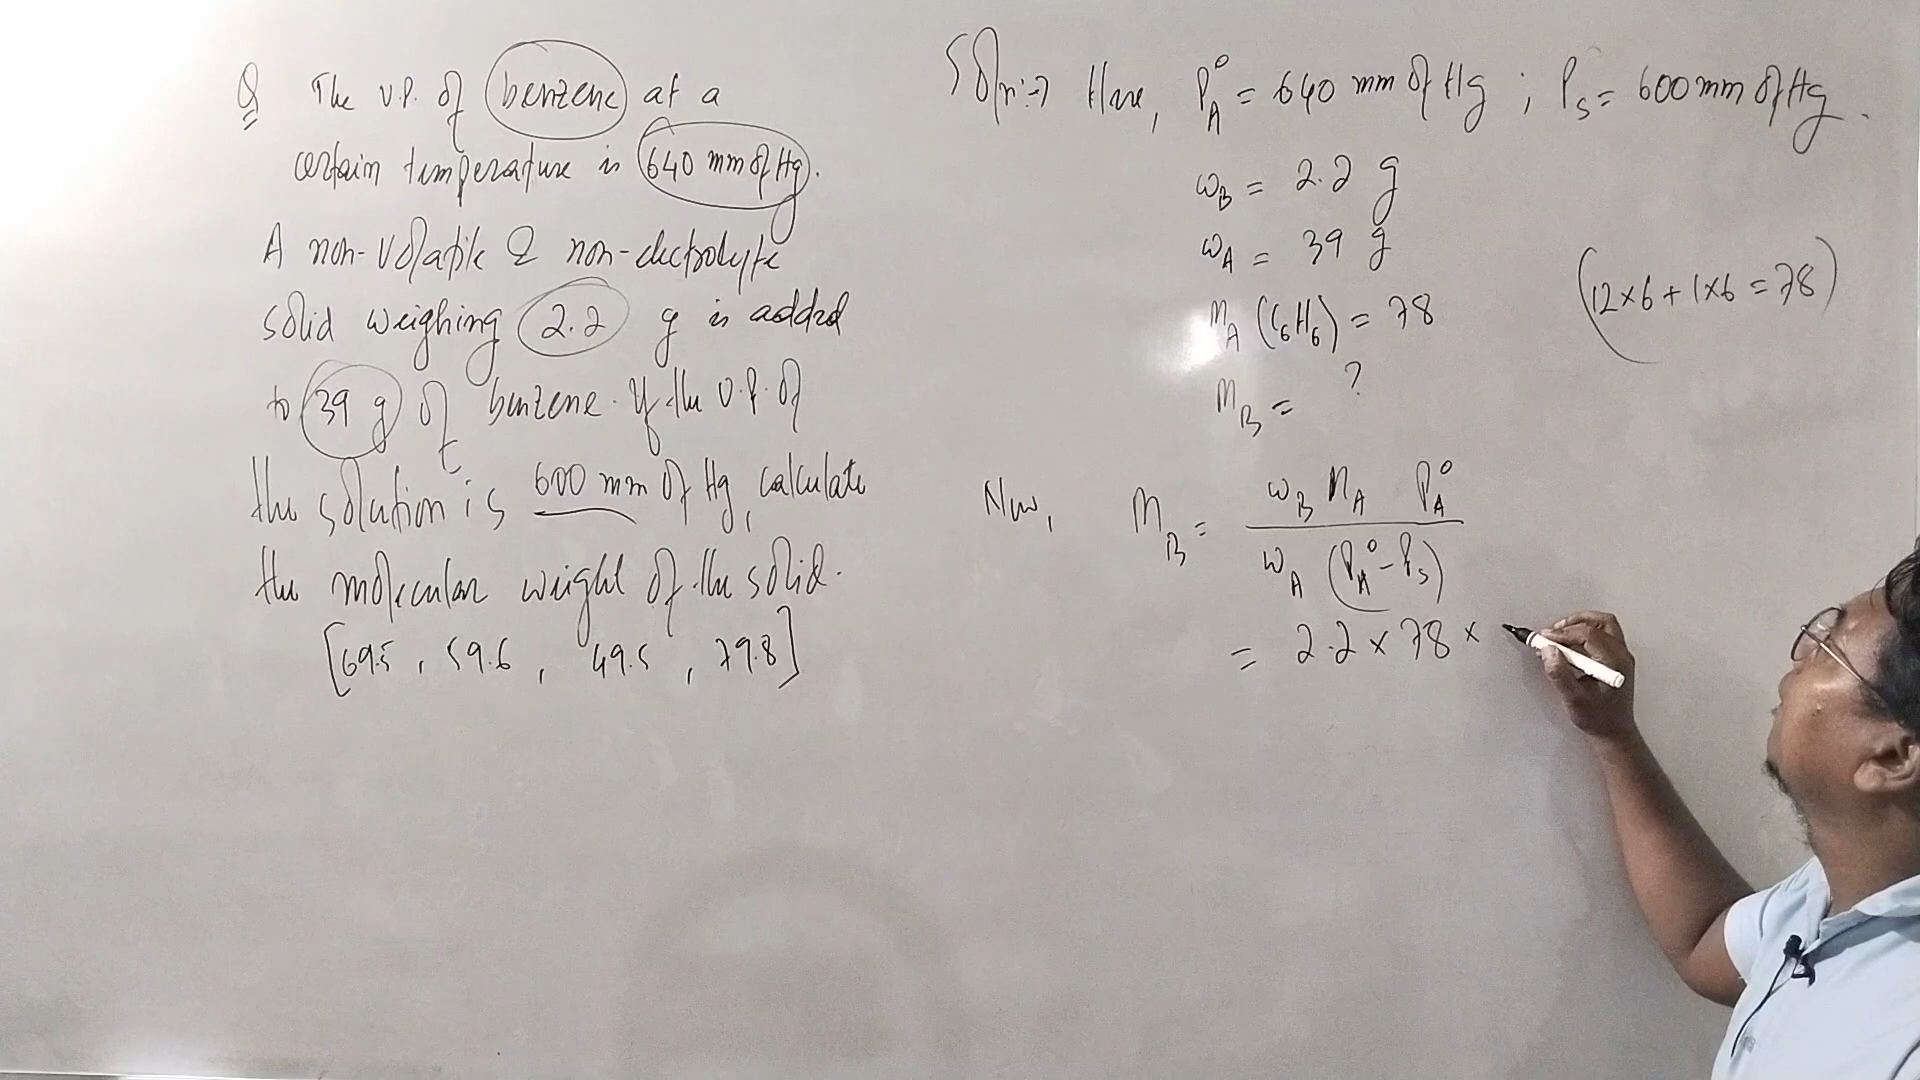 Q The V.P. of benzene at a
certain temperature is 640 mm of Hg.
A non-volatile & non-electrolyte
solid weighing 2.2 g is added
to 39 g of benzene. If the V.P. of
the solution is 600 mm of Hg, calculate
the molecular weight of the solid.
[69.5, 59.6, 49.5, 79.8]
Soln:→ Here, P°A = 640 mm of Hg ; Ps = 600 mm of Hg.
wB = 2.2 g
wA = 39 g
MA (C6H6) = 78 (12×6 + 1×6 = 78)
MB = ?
Now, MB = wB MA P°A
wA (P°A - Ps)
= 2.2 × 78 ×